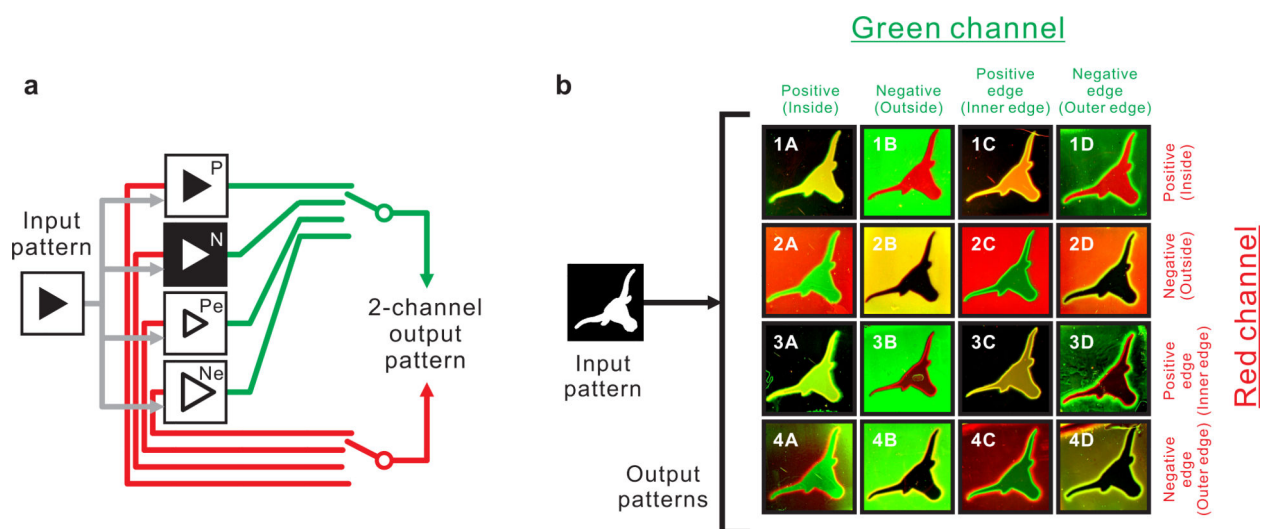 a
Input
pattern
P
N
Pe
Ne
2-channel
output
pattern
b
Input
pattern
Output
patterns
Green channel
Positive
(Inside)
Negative
(Outside)
Positive
edge
(Inner edge)
Negative
edge
(Outer edge)
1A
1B
1C
1D
Positive
(Inside)
2A
2B
2C
2D
Negative
(Outside)
3A
3B
3C
3D
Positive
edge
(Inner edge)
4A
4B
4C
4D
Negative
edge
(Outer edge)
Red channel